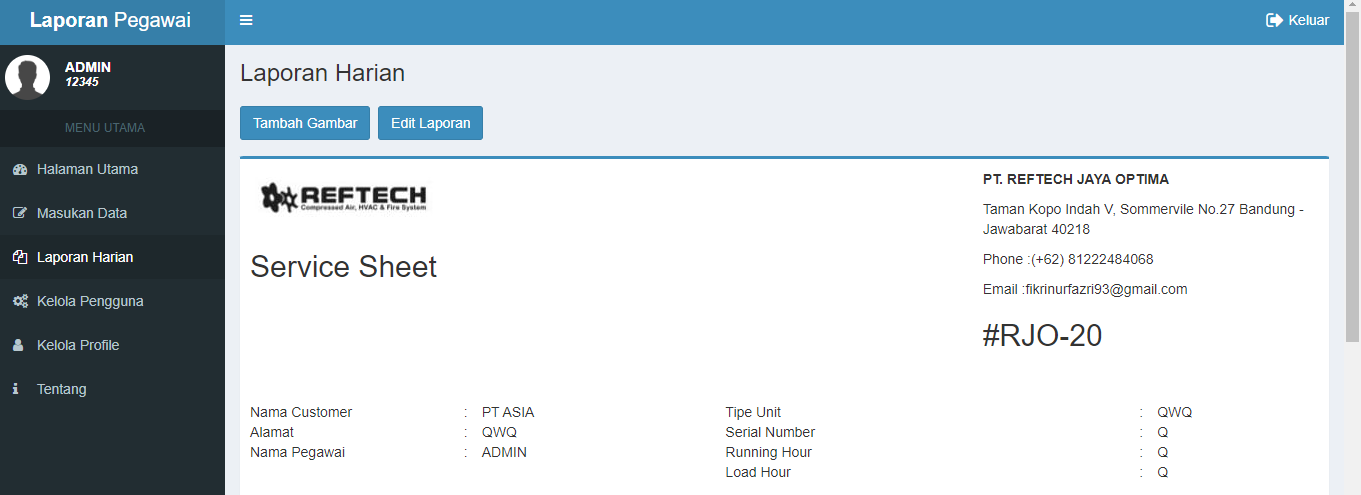 Laporan Pegawai
Keluar
ADMIN
12345
MENU UTAMA
Halaman Utama
Masukan Data
Laporan Harian
Kelola Pengguna
Kelola Profile
Tentang
Laporan Harian
Tambah Gambar
Edit Laporan
REFTECH
Compressed Air, HVAC & Fire System
Service Sheet
PT. REFTECH JAYA OPTIMA
Taman Kopo Indah V, Sommervile No.27 Bandung -
Jawabarat 40218
Phone :(+62) 81222484068
Email :fikrinurfazri93@gmail.com
#RJO-20
Nama Customer : PT ASIA
Alamat : QWQ
Nama Pegawai : ADMIN
Tipe Unit : QWQ
Serial Number : Q
Running Hour : Q
Load Hour : Q